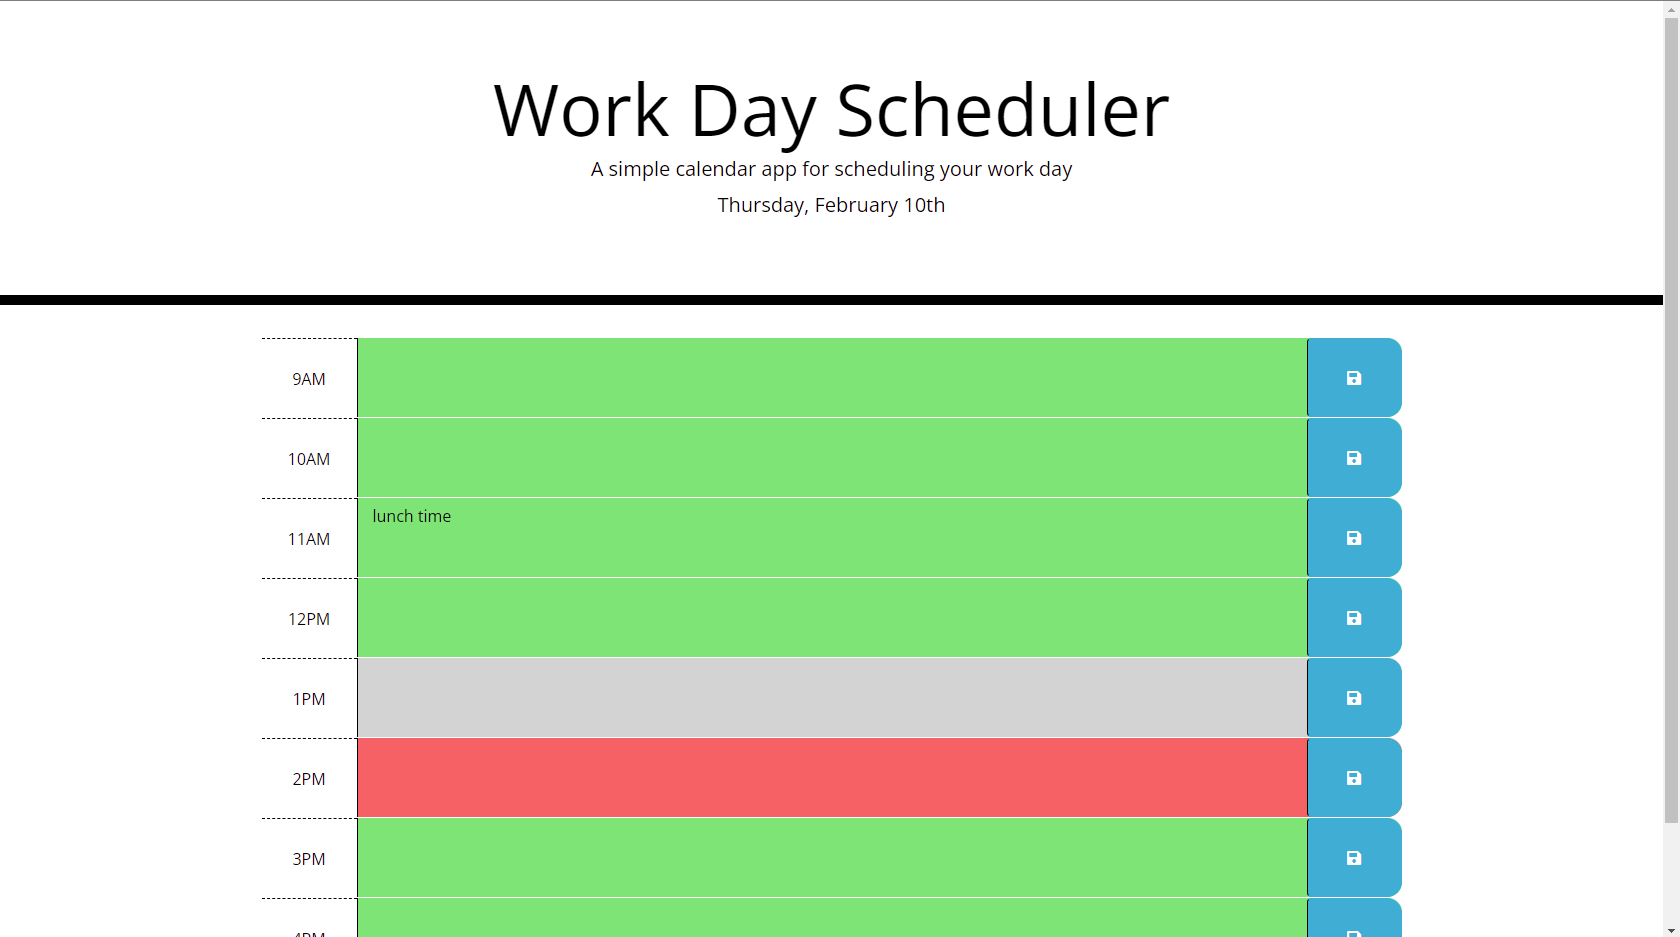 Work Day Scheduler
A simple calendar app for scheduling your work day
Thursday, February 10th
9AM
10AM
lunch time
11AM
12PM
1PM
2PM
3PM
4PM